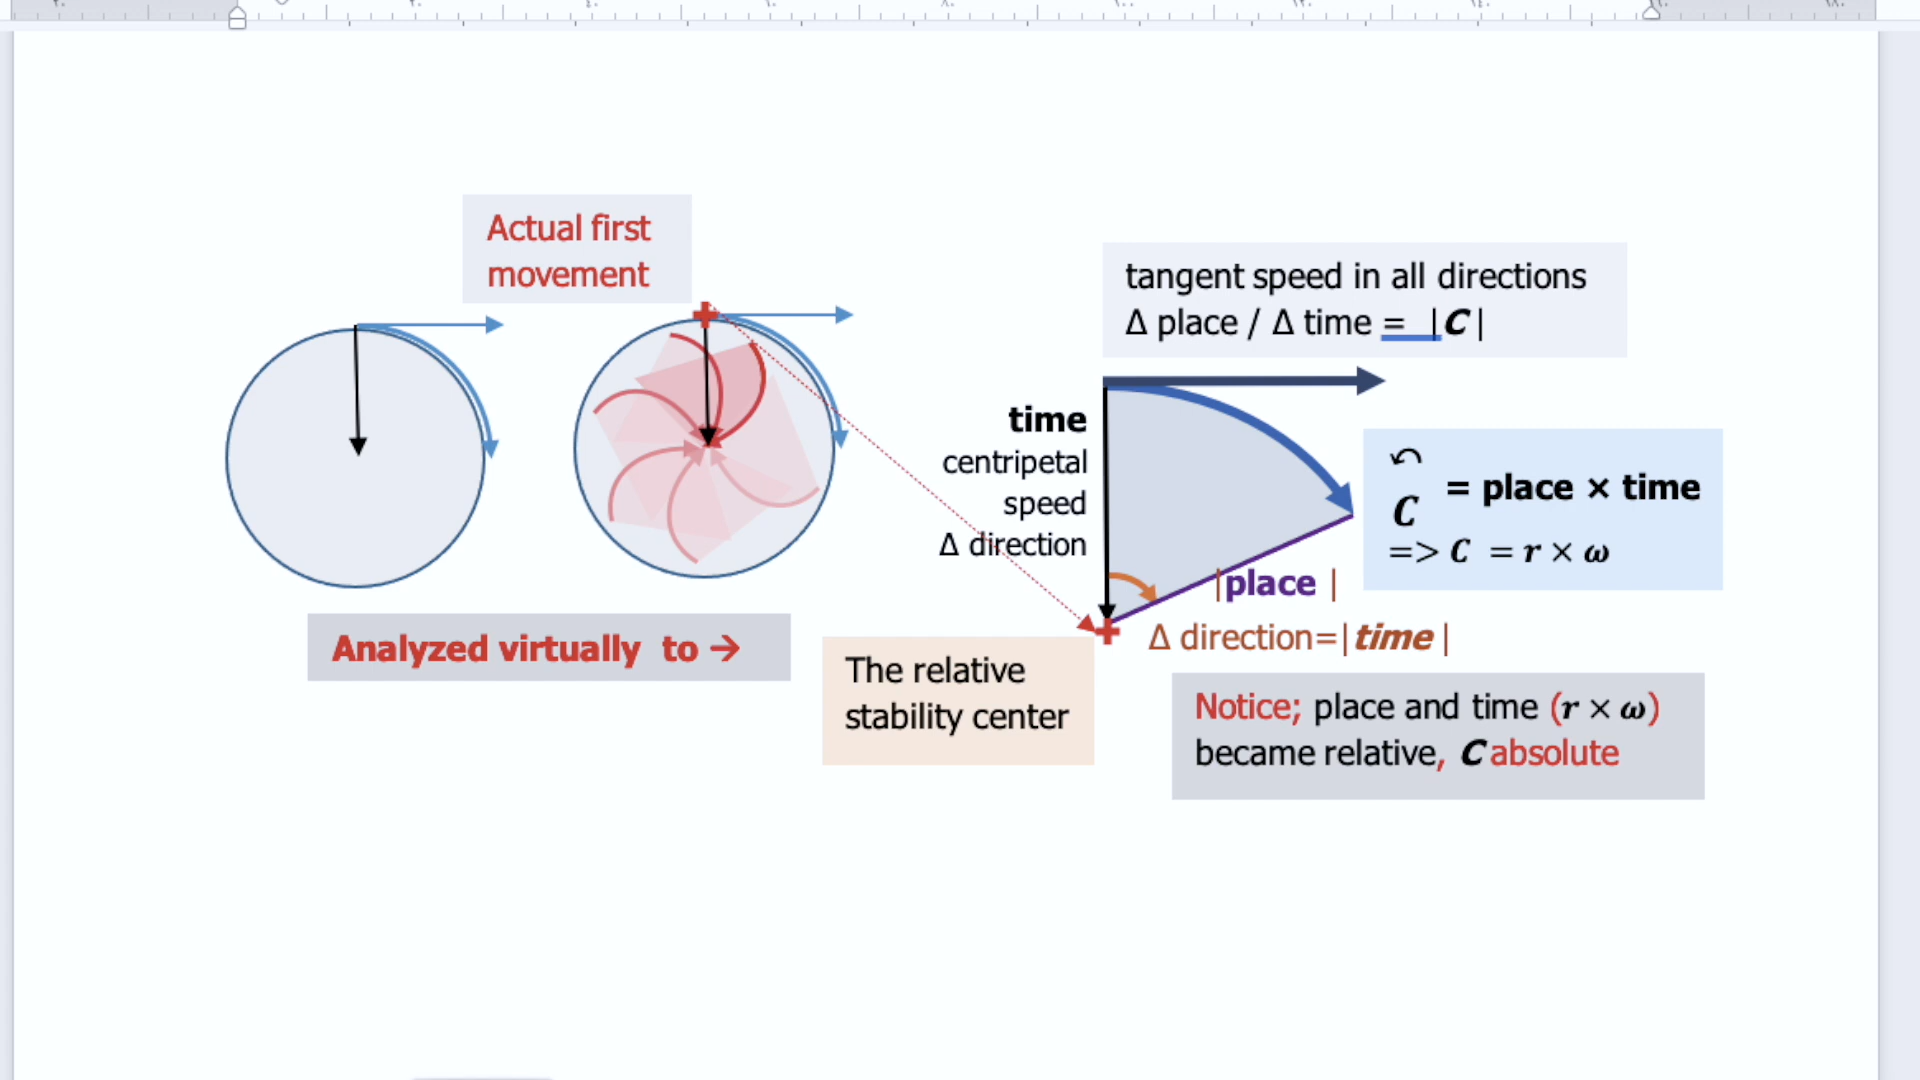 Actual first
movement
tangent speed in all directions
Δ place / Δ time = |C|
time
centripetal
speed
Δ direction
C = place × time
=> C = r × ω
|place |
Δ direction=|time |
Analyzed virtually to →
The relative
stability center
Notice; place and time (r × ω)
became relative, C absolute